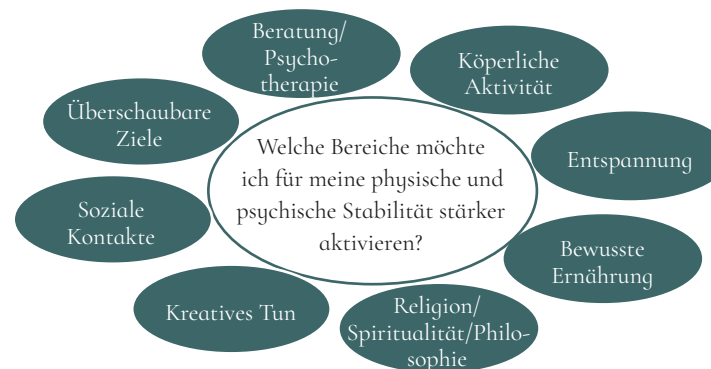 Beratung/
Psycho-
therapie
Köperliche
Aktivität
Überschaubare
Ziele
Welche Bereiche möchte
ich für meine physische und
psychische Stabilität stärker
aktivieren?
Entspannung
Soziale
Kontakte
Bewusste
Ernährung
Kreatives Tun
Religion/
Spiritualität/Philo-
sophie